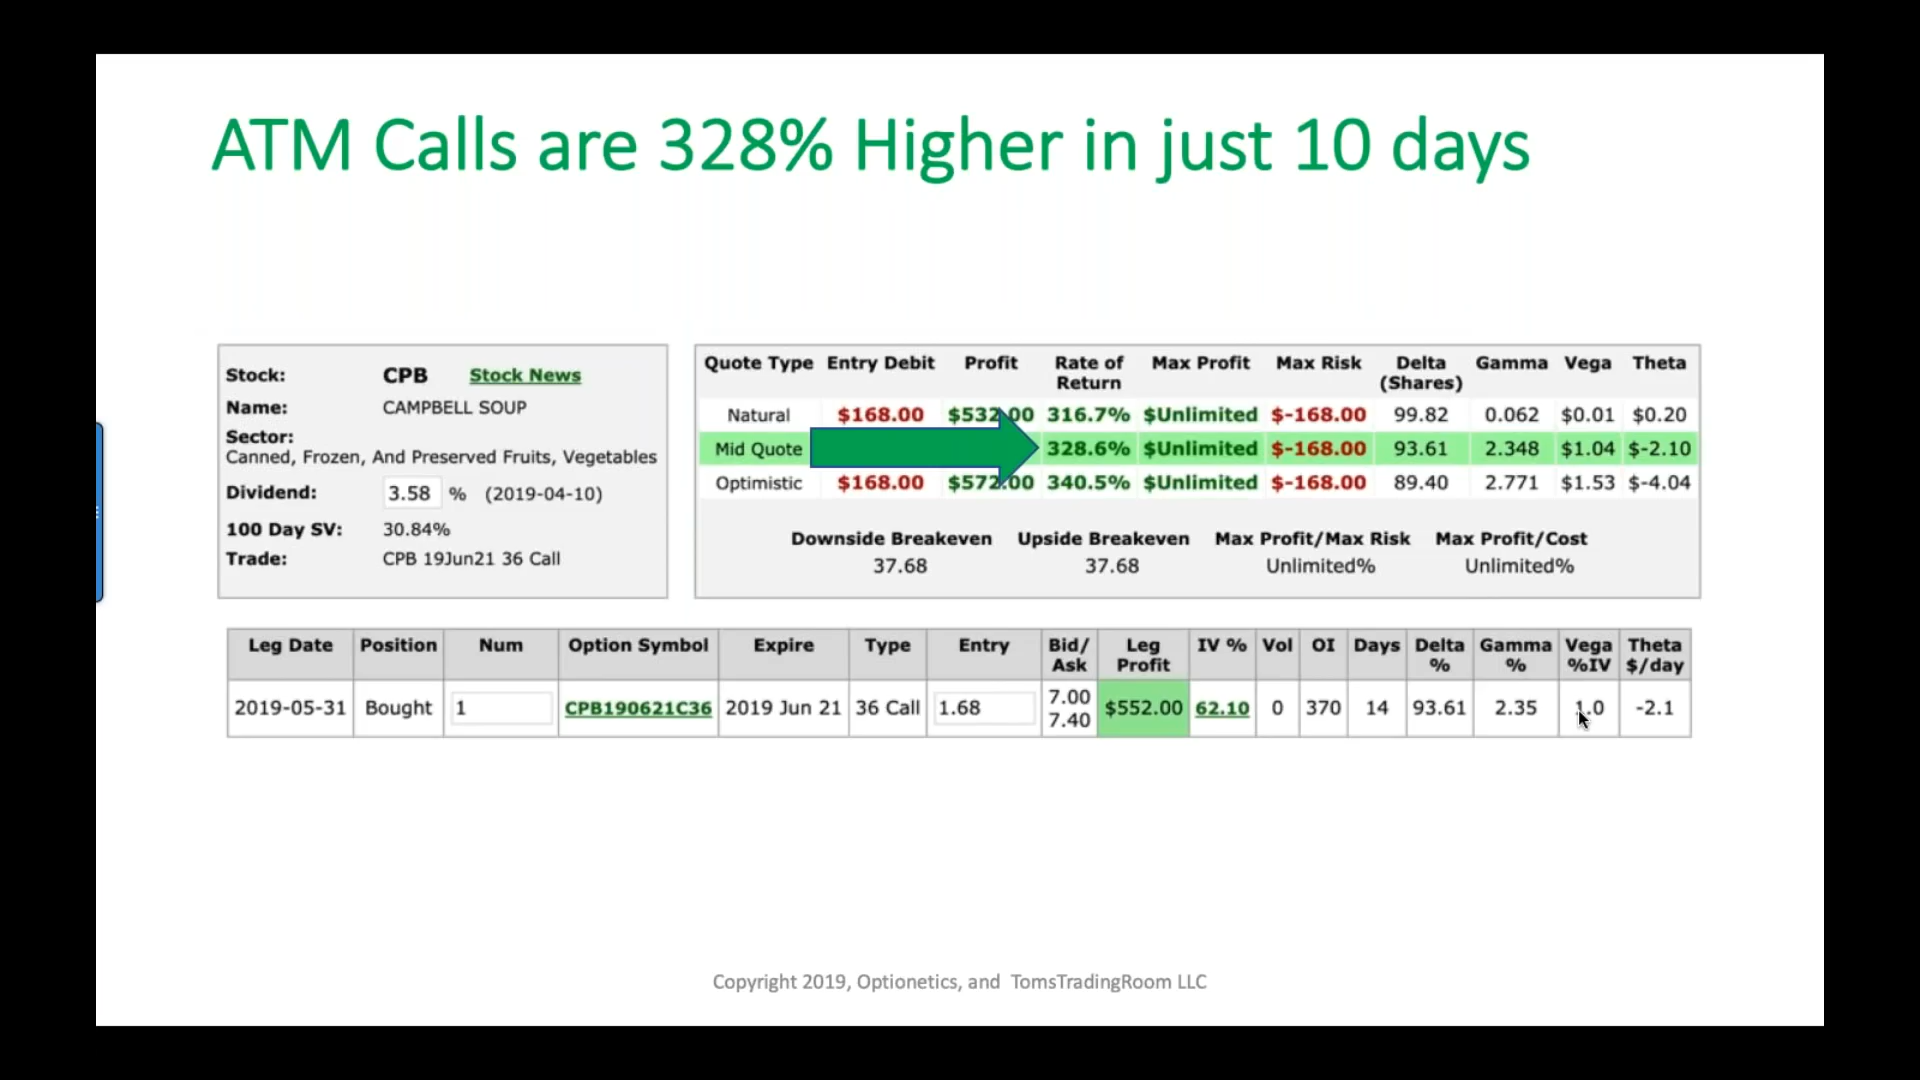 ATM Calls are 328% Higher in just 10 days
Stock: CPB Stock News
Name: CAMPBELL SOUP
Sector:
Canned, Frozen, And Preserved Fruits, Vegetables
Dividend: 3.58 % (2019-04-10)
100 Day SV: 30.84%
Trade: CPB 19Jun21 36 Call
Quote Type Entry Debit Profit Rate of Return Max Profit Max Risk Delta (Shares) Gamma Vega Theta
Natural $168.00 $532.00 316.7% $Unlimited $-168.00 99.82 0.062 $0.01 $0.20
Mid Quote 328.6% $Unlimited $-168.00 93.61 2.348 $1.04 $-2.10
Optimistic $168.00 $572.00 340.5% $Unlimited $-168.00 89.40 2.771 $1.53 $-4.04
Downside Breakeven Upside Breakeven Max Profit/Max Risk Max Profit/Cost
37.68 37.68 Unlimited% Unlimited%
Leg Date Position Num Option Symbol Expire Type Entry Bid/ Ask Leg Profit IV % Vol OI Days Delta % Gamma % Vega %IV Theta $/day
2019-05-31 Bought 1 CPB190621C36 2019 Jun 21 36 Call 1.68 7.00 7.40 $552.00 62.10 0 370 14 93.61 2.35 1.0 -2.1
Copyright 2019, Optionetics, and TomsTradingRoom LLC